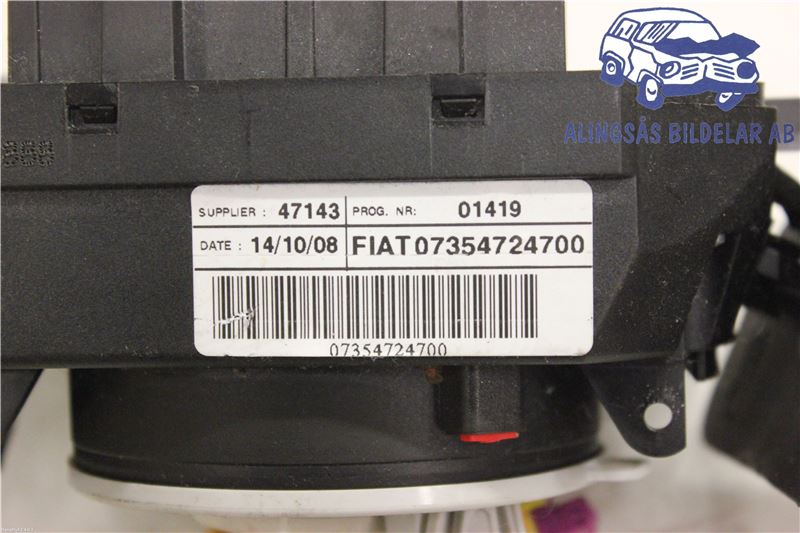 ALINGSÅS BILDELAR AB
SUPPLIER : 47143 PROG. NR: 01419
DATE : 14/10/08 FIAT 07354724700
07354724700